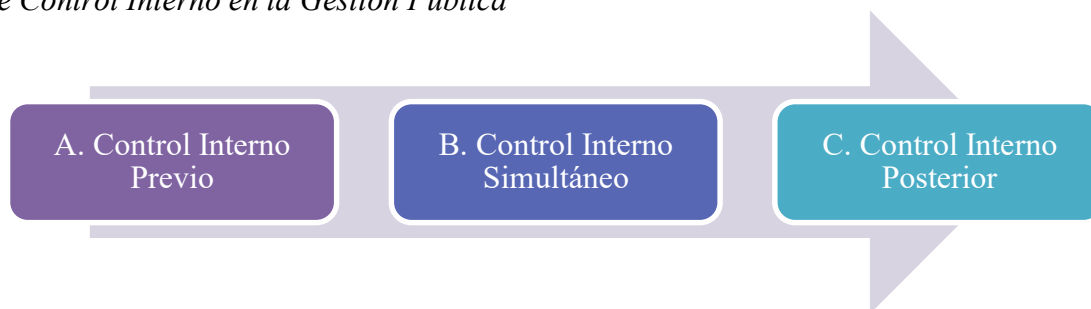 e Control Interno en la Gestión Pública
A. Control Interno
Previo
B. Control Interno
Simultáneo
C. Control Interno
Posterior